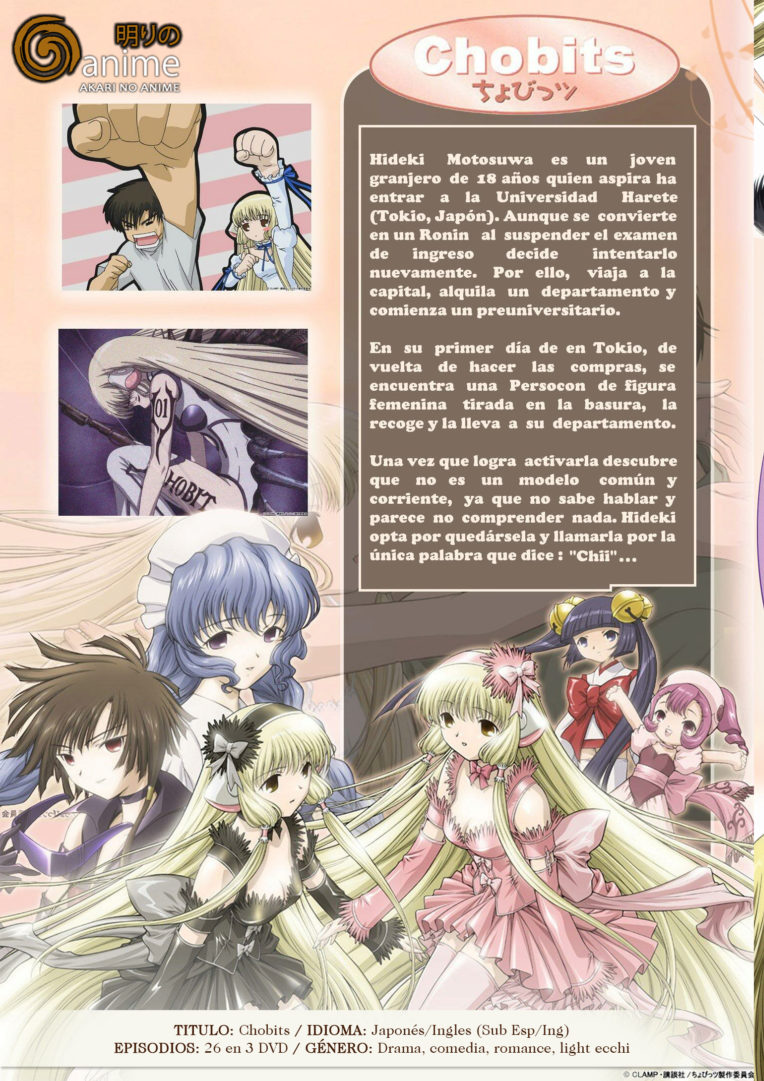 明りの
anime
AKARI NO ANIME
Chobits
ちょびっツ
Hideki Motosuwa es un joven
granjero de 18 años quien aspira ha
entrar a la Universidad Harete
(Tokio, Japón). Aunque se convierte
en un Ronin al suspender el examen
de ingreso decide intentarlo
nuevamente. Por ello, viaja a la
capital, alquila un departamento y
comienza un preuniversitario.
En su primer día de en Tokio, de
vuelta de hacer las compras, se
encuentra una Persocon de figura
femenina tirada en la basura, la
recoge y la lleva a su departamento.
Una vez que logra activarla descubre
que no es un modelo común y
corriente, ya que no sabe hablar y
parece no comprender nada. Hideki
opta por quedársela y llamarla por la
única palabra que dice : "Chii"...
01
HOBIT
TITULO: Chobits / IDIOMA: Japonés/Ingles (Sub Esp/Ing)
EPISODIOS: 26 en 3 DVD / GÉNERO: Drama, comedia, romance, light ecchi
© CLAMP・講談社 / ちょびっツ製作委員会